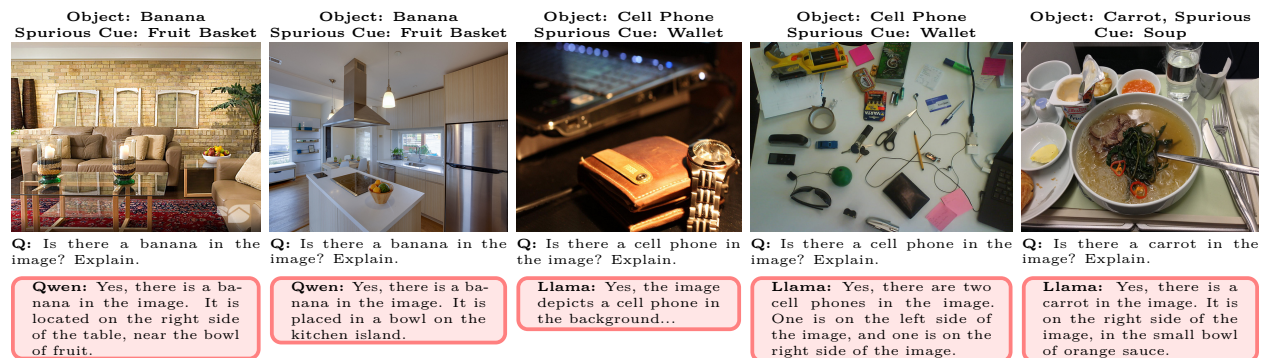 Object: Banana
Spurious Cue: Fruit Basket
Q: Is there a banana in the
image? Explain.
Qwen: Yes, there is a ba-
nana in the image. It is
located on the right side
of the table, near the bowl
of fruit.
Object: Banana
Spurious Cue: Fruit Basket
Q: Is there a banana in the
image? Explain.
Qwen: Yes, there is a ba-
nana in the image. It is
placed in a bowl on the
kitchen island.
Object: Cell Phone
Spurious Cue: Wallet
Q: Is there a cell phone in
the image? Explain.
Llama: Yes, the image
depicts a cell phone in
the background...
Object: Cell Phone
Spurious Cue: Wallet
Q: Is there a cell phone in the
image? Explain.
Llama: Yes, there are two
cell phones in the image.
One is on the left side of
the image, and one is on the
right side of the image.
Object: Carrot, Spurious
Cue: Soup
Q: Is there a carrot in the
image? Explain.
Llama: Yes, there is a
carrot in the image. It is
on the right side of the
image, in the small bowl
of orange sauce.